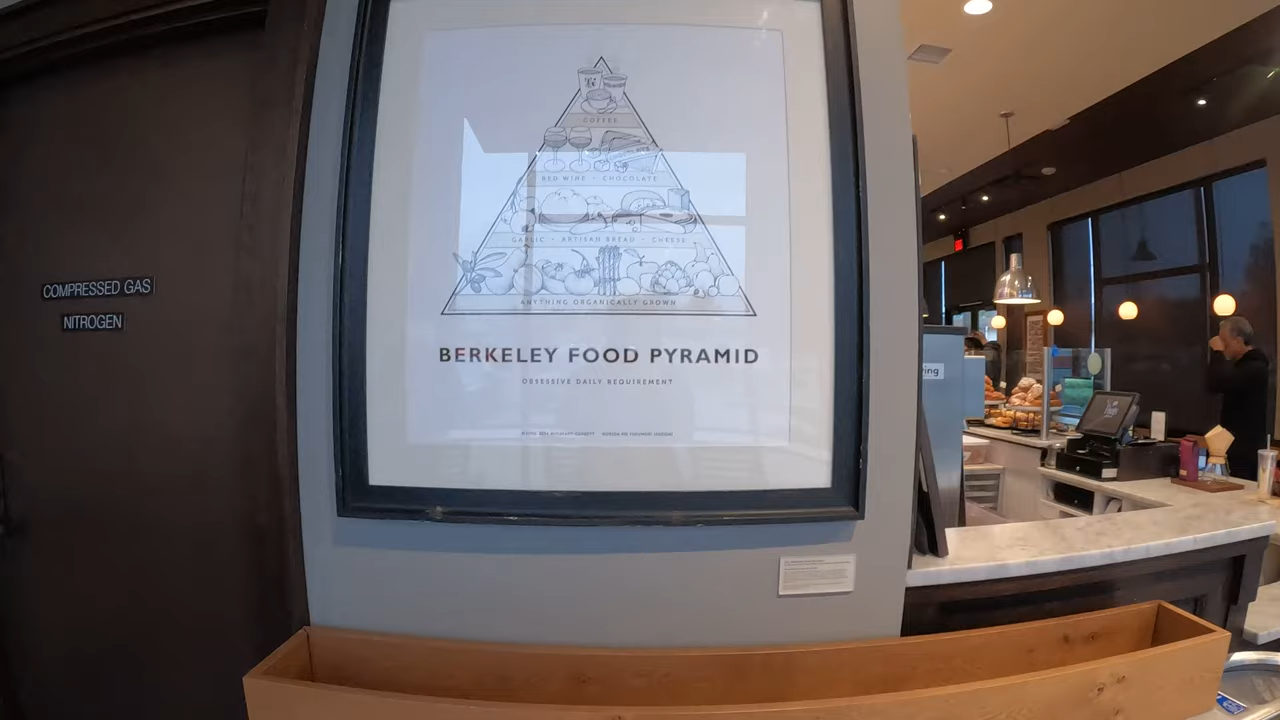 COMPRESSED GAS
NITROGEN
COFFEE
RED WINE - CHOCOLATE
GARLIC - ARTISAN BREAD - CHEESE
ANYTHING ORGANICALLY GROWN
BERKELEY FOOD PYRAMID
OBSESSIVE DAILY REQUIREMENT
Peet's